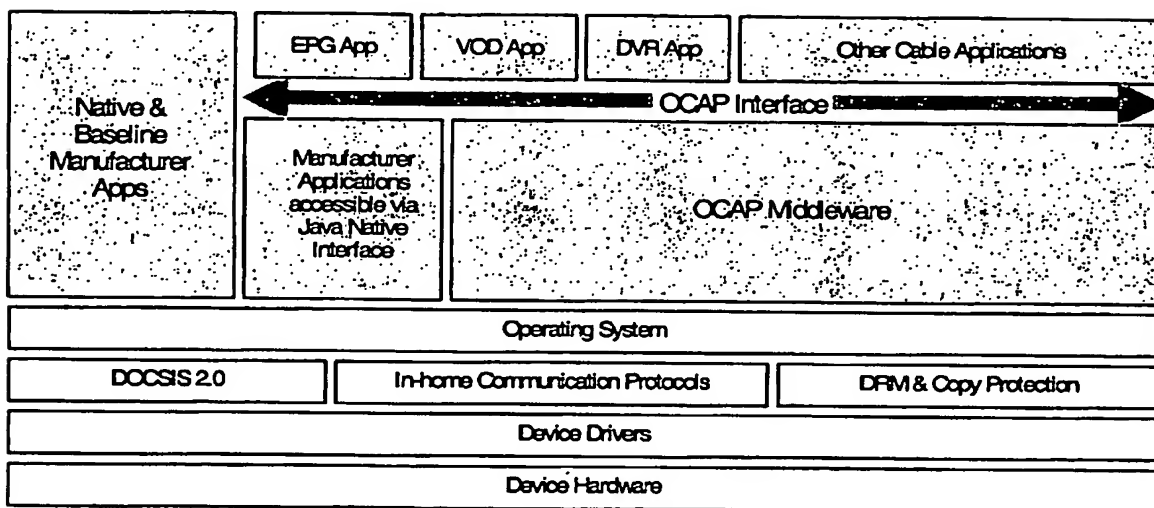 EPG App
VOD App
DVR App
Other Cable Applications
OCAP Interface
Native &
Baseline
Manufacturer
Apps
Manufacturer
Applications
accessible via
Java Native
Interface
OCAP Middleware
Operating System
DOCSIS 2.0
In-home Communication Protocols
DRM & Copy Protection
Device Drivers
Device Hardware